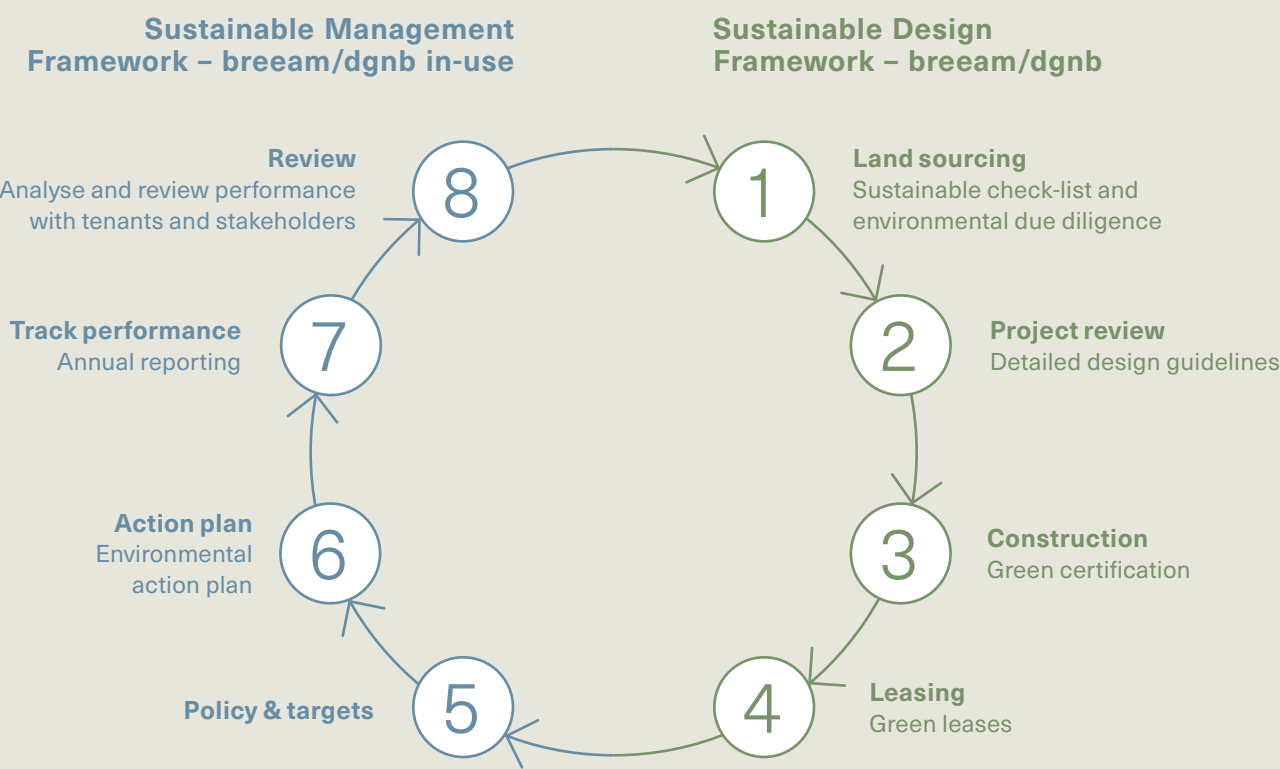 Sustainable Management
Framework – breeam/dgnb in-use
Sustainable Design
Framework – breeam/dgnb
1
Land sourcing
Sustainable check-list and
environmental due diligence
2
Project review
Detailed design guidelines
3
Construction
Green certification
4
Leasing
Green leases
5
Policy & targets
6
Action plan
Environmental
action plan
7
Track performance
Annual reporting
8
Review
Analyse and review performance
with tenants and stakeholders